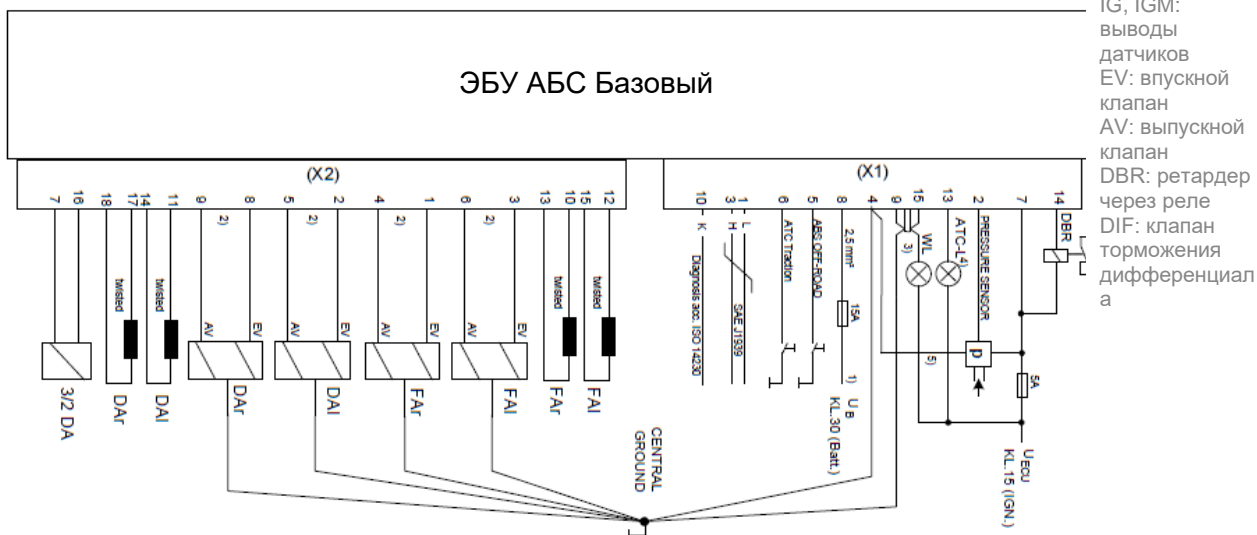 IG, IGM:
выводы
датчиков
EV: впускной
клапан
AV: выпускной
клапан
DBR: ретардер
через реле
DIF: клапан
торможения
дифференциал
а
ЭБУ АБС Базовый
(X2)
(X1)
7
16
18
17
14
11
9
2)
8
5
2)
2
4
2)
1
6
2)
3
13
10
15
12
10
3
1
6
5
8
4
9
15
13
2
7
14
K
H
L
ATC Traction
ABS OFF-ROAD
2,5 mm²
3)
WL
ATC-L4)
PRESSURE SENSOR
DBR
twisted
twisted
twisted
twisted
Diagnosis acc. ISO 14230
SAE J1939
15A
1)
5)
p
5A
AV
EV
AV
EV
AV
EV
AV
EV
3/2 DA
DAr
DAl
DAr
DAl
FAr
FAl
FAr
FAl
UB
KL.30 (Batt.)
UECU
KL.15 (IGN.)
CENTRAL
GROUND